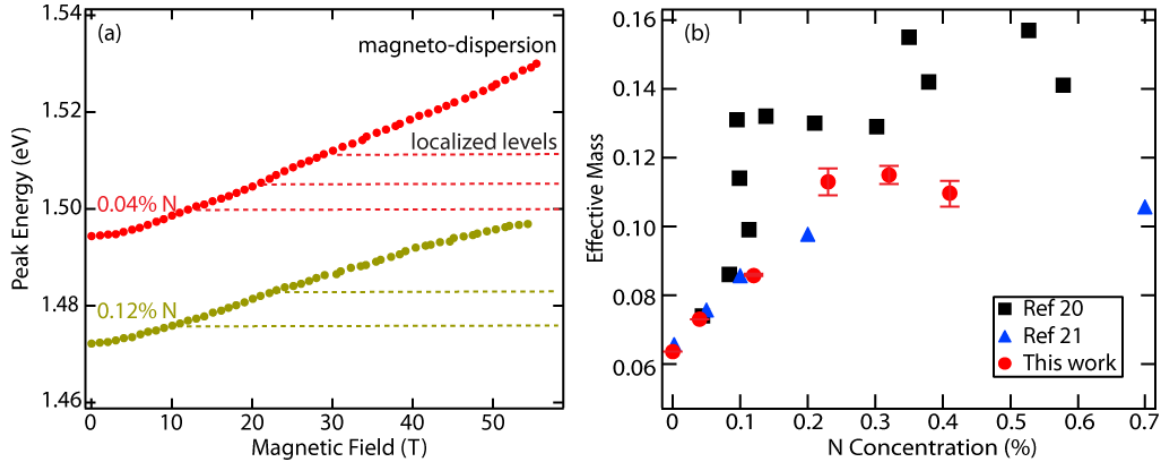 (a)
magneto-dispersion
localized levels
0.04% N
0.12% N
1.54
1.52
1.50
1.48
1.46
Peak Energy (eV)
0
10
20
30
40
50
Magnetic Field (T)
(b)
0.16
0.14
0.12
0.10
0.08
0.06
Effective Mass
Ref 20
Ref 21
This work
0
0.1
0.2
0.3
0.4
0.5
0.6
0.7
N Concentration (%)